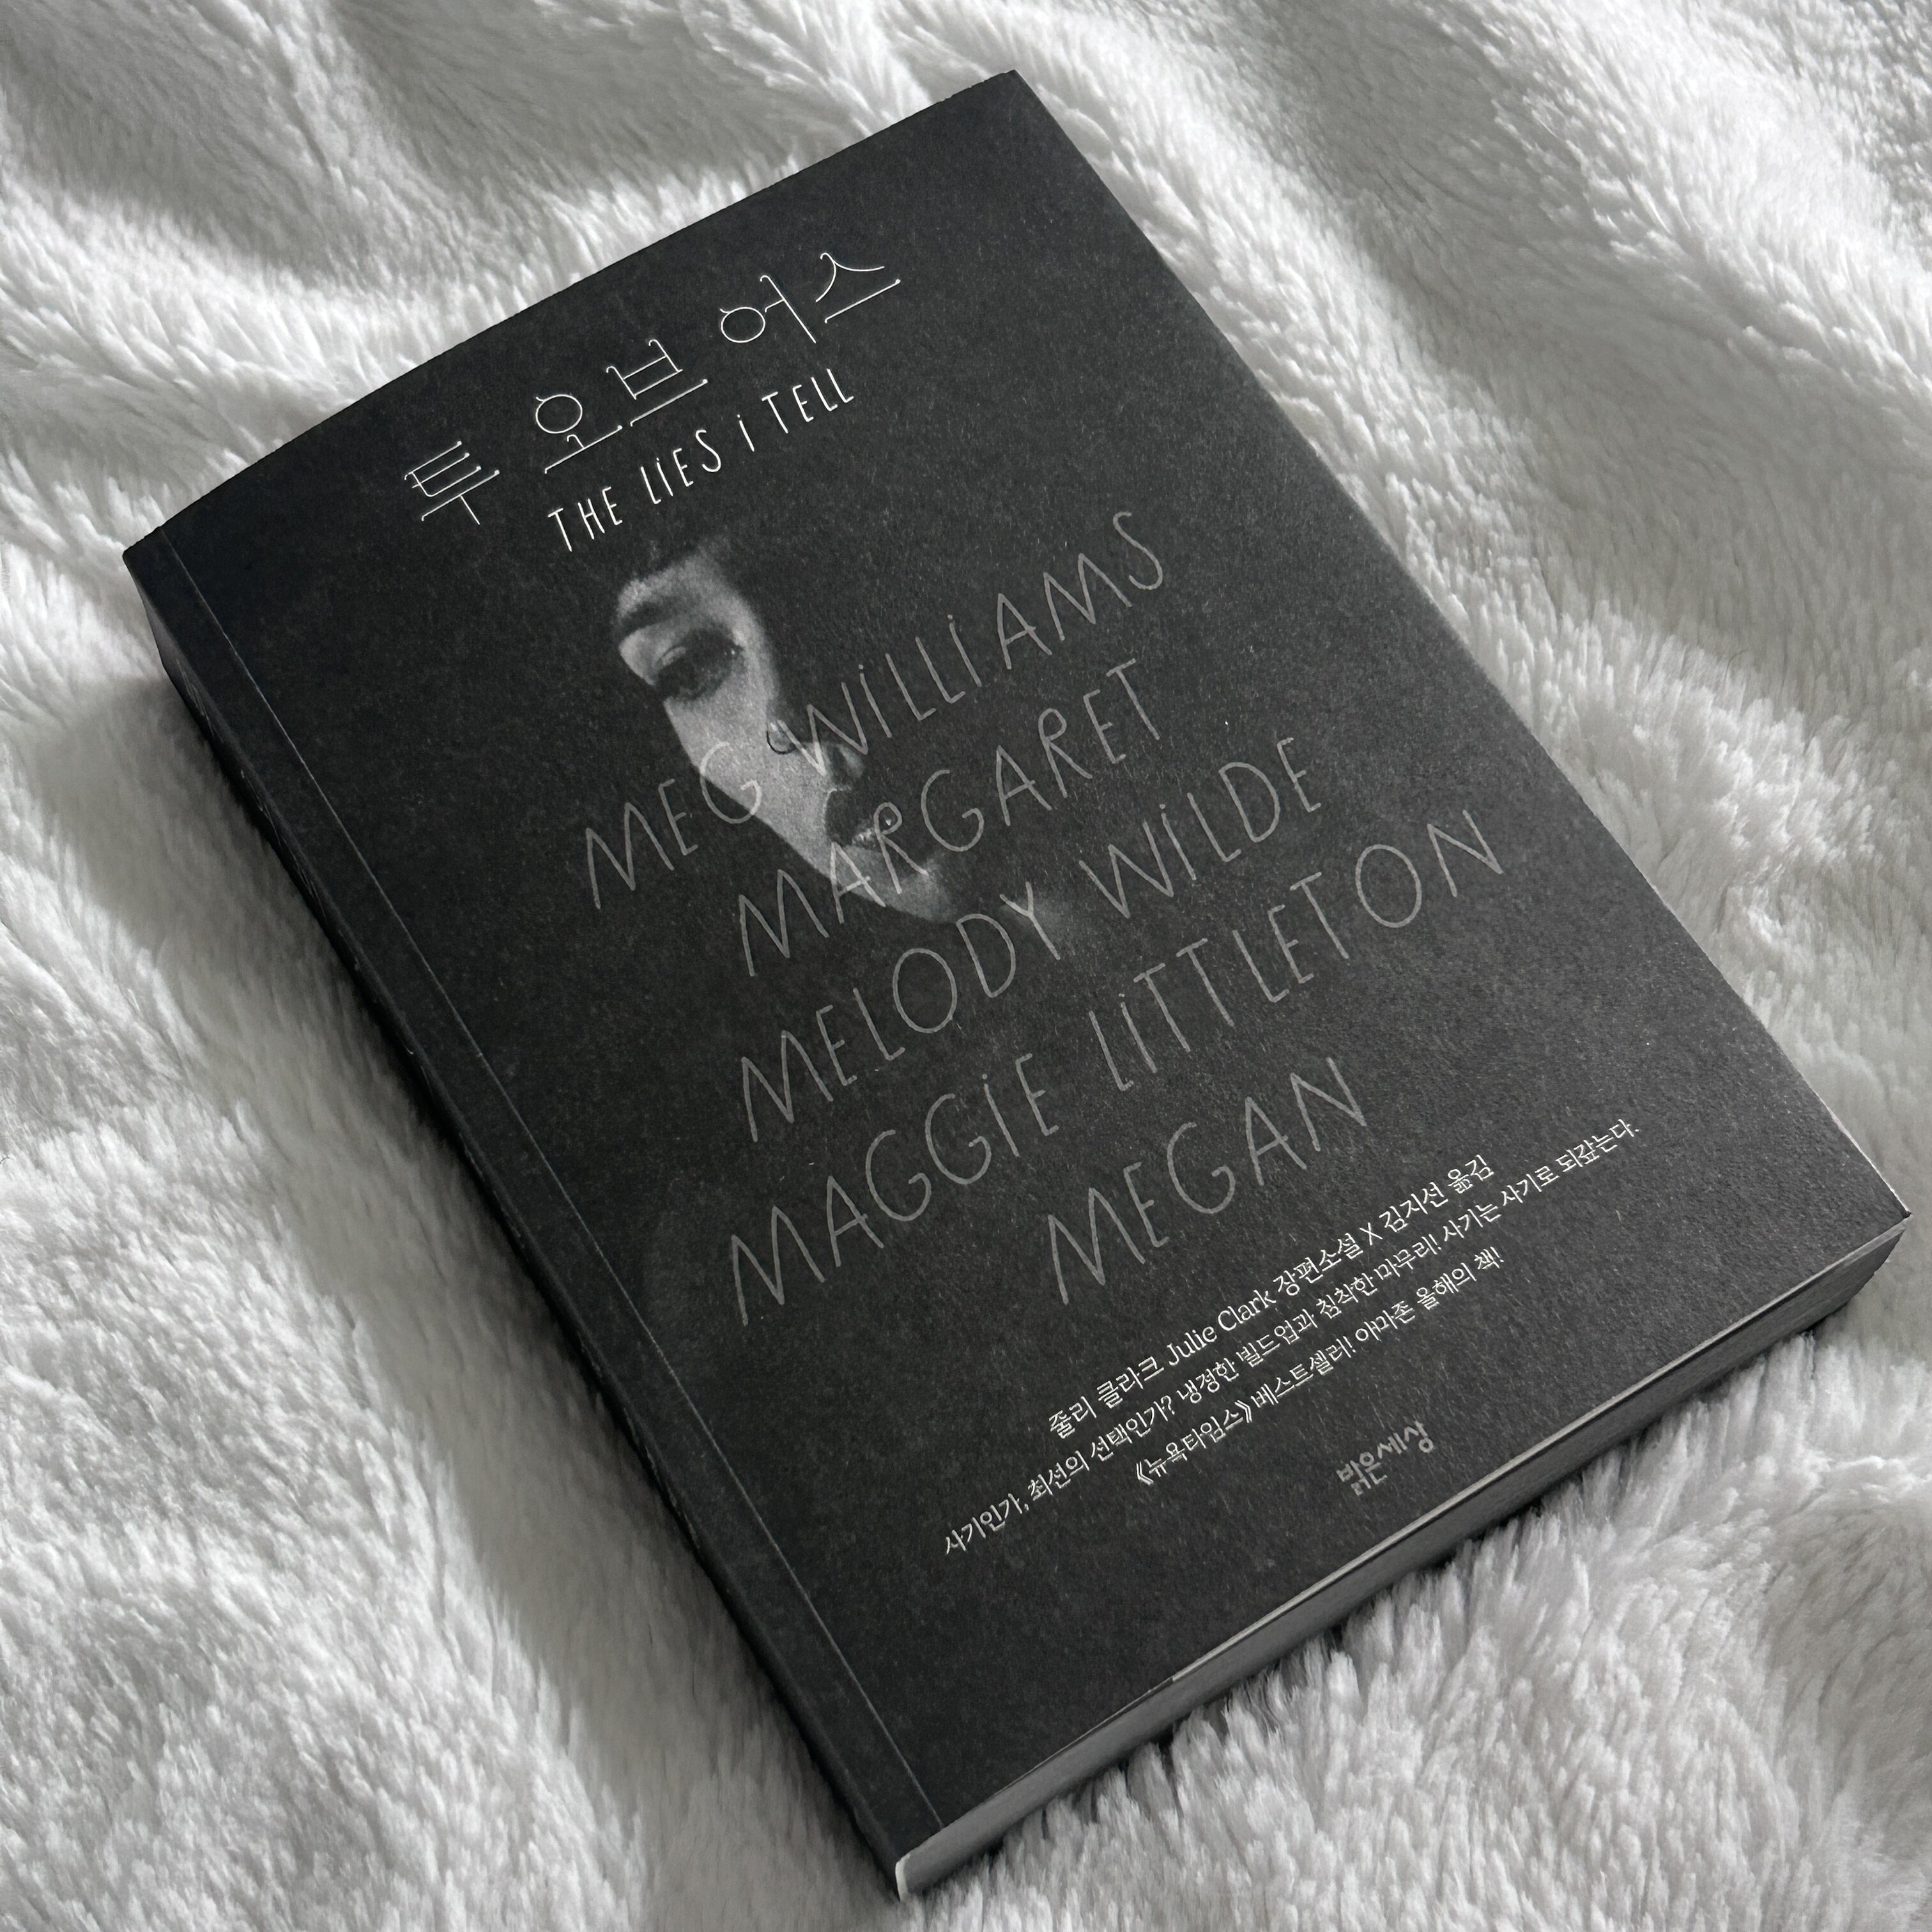 투 오브 어스
THE LIES I TELL
MEG WILLIAMS
MARGARET
MELODY WILDE
MAGGIE LITTLETON
MEGAN
줄리 클라크 Julie Clark 장편소설 X 김지선 옮김
사기인가, 최선의 선택인가? 냉정한 빌드업과 침착한 마무리! 사기는 사기로 되갚는다.
《뉴욕타임스》 베스트셀러! 아마존 올해의 책!
밝은세상